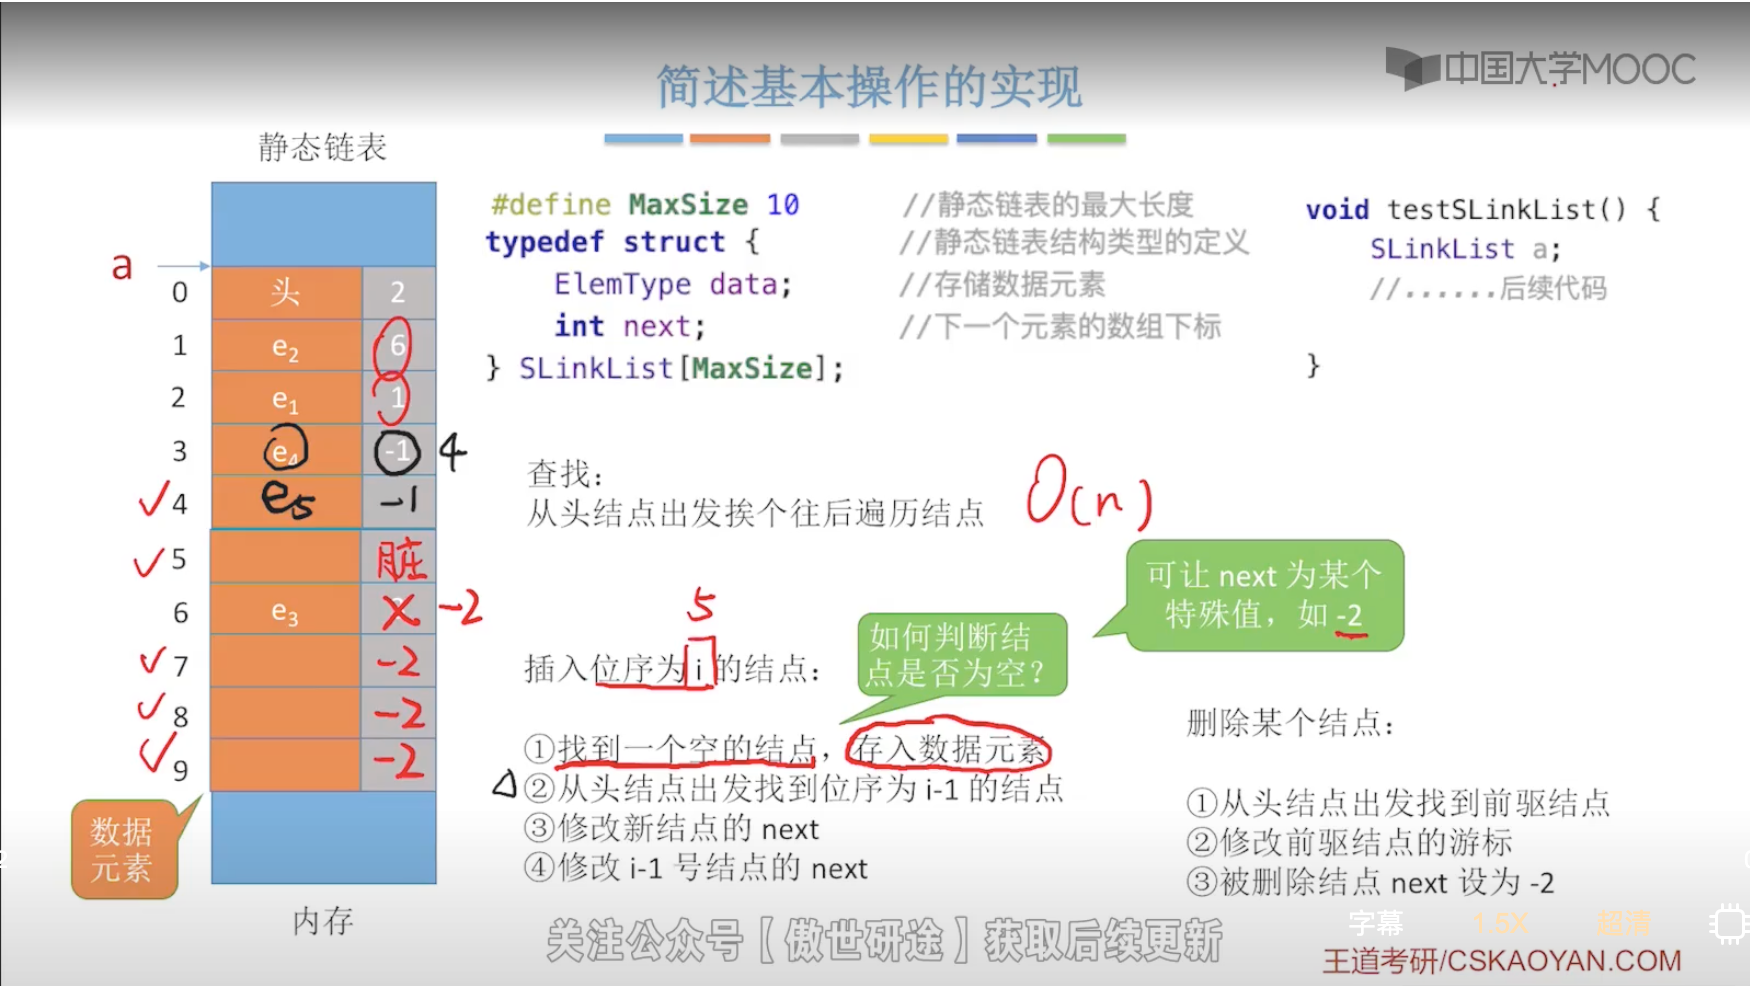 中国大学MOOC
简述基本操作的实现
静态链表
a
0 头 2
1 e2 6
2 e1 1
3 e4 -1 4
✓ 4 e5 -1
✓ 5 脏
6 e3 -2
✓ 7 -2
✓ 8 -2
✓ 9 -2
数据
元素
内存
#define MaxSize 10 //静态链表的最大长度
typedef struct { //静态链表结构类型的定义
ElemType data; //存储数据元素
int next; //下一个元素的数组下标
} SLinkList[MaxSize];
void testSLinkList() {
SLinkList a;
//......后续代码
}
查找：
从头结点出发挨个往后遍历结点 O(n)
5
插入位序为 i 的结点：
如何判断结
点是否为空？
可让 next 为某个
特殊值，如 -2
①找到一个空的结点，存入数据元素
②从头结点出发找到位序为 i-1 的结点
③修改新结点的 next
④修改 i-1 号结点的 next
删除某个结点：
①从头结点出发找到前驱结点
②修改前驱结点的游标
③被删除结点 next 设为 -2
字幕 1.5X 超清
关注公众号【傲世研途】获取后续更新
王道考研/CSKAOYAN.COM